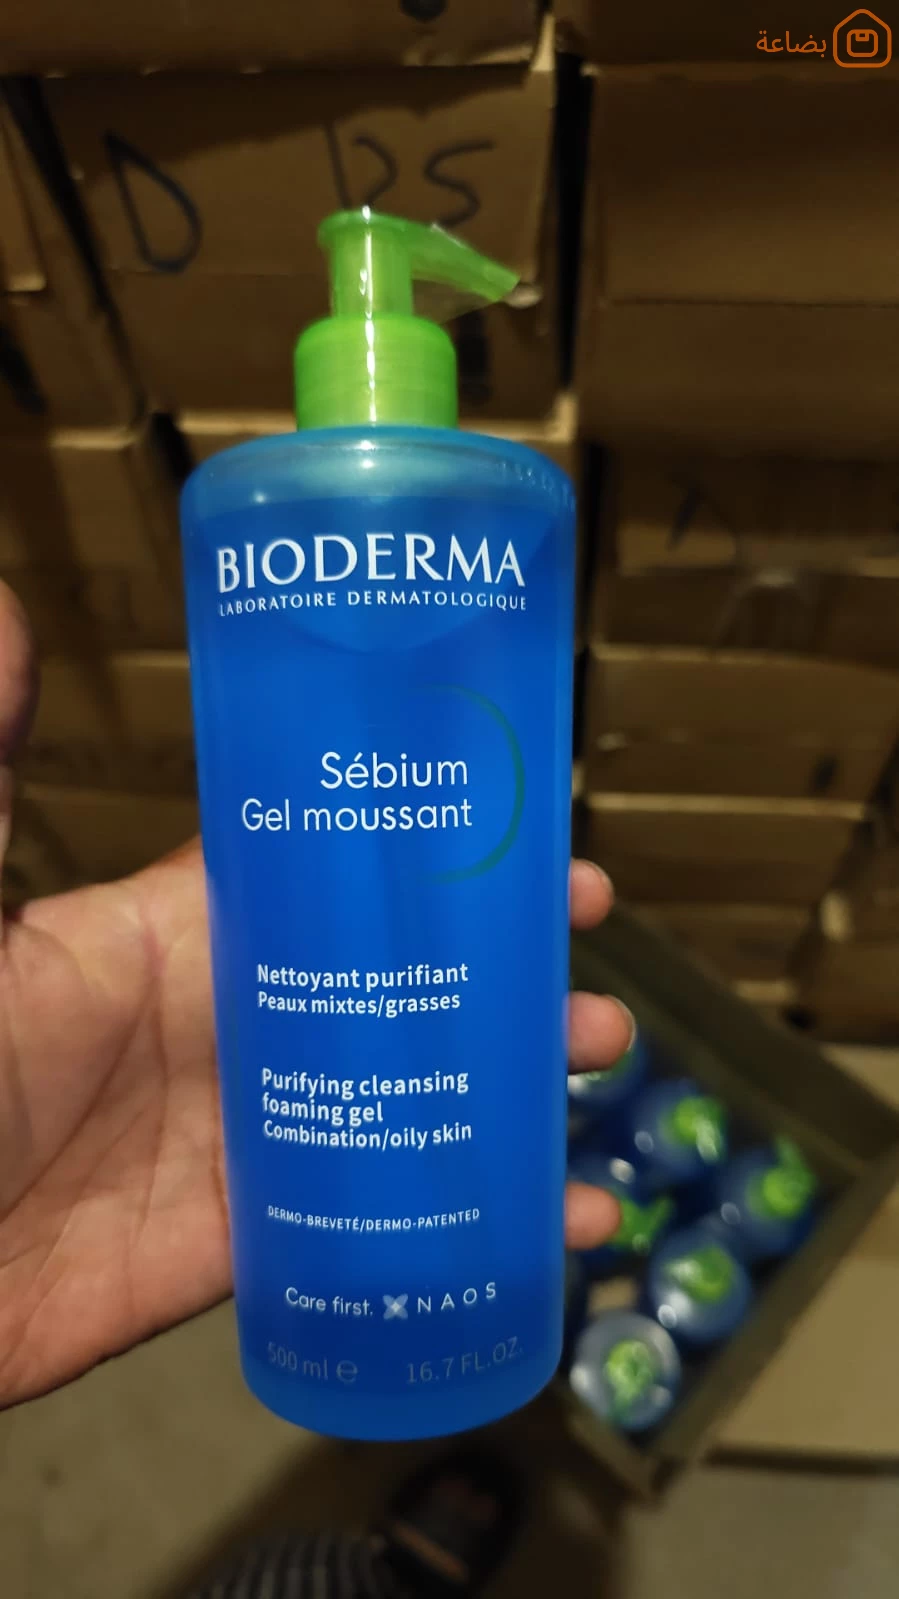 بضاعة
D 125
BIODERMA
LABORATOIRE DERMATOLOGIQUE
Sébium
Gel moussant
Nettoyant purifiant
Peaux mixtes/grasses
Purifying cleansing
foaming gel
Combination/oily skin
DERMO-BREVETÉ/DERMO-PATENTED
Care first. NAOS
500 ml e 16.7 FL.OZ.